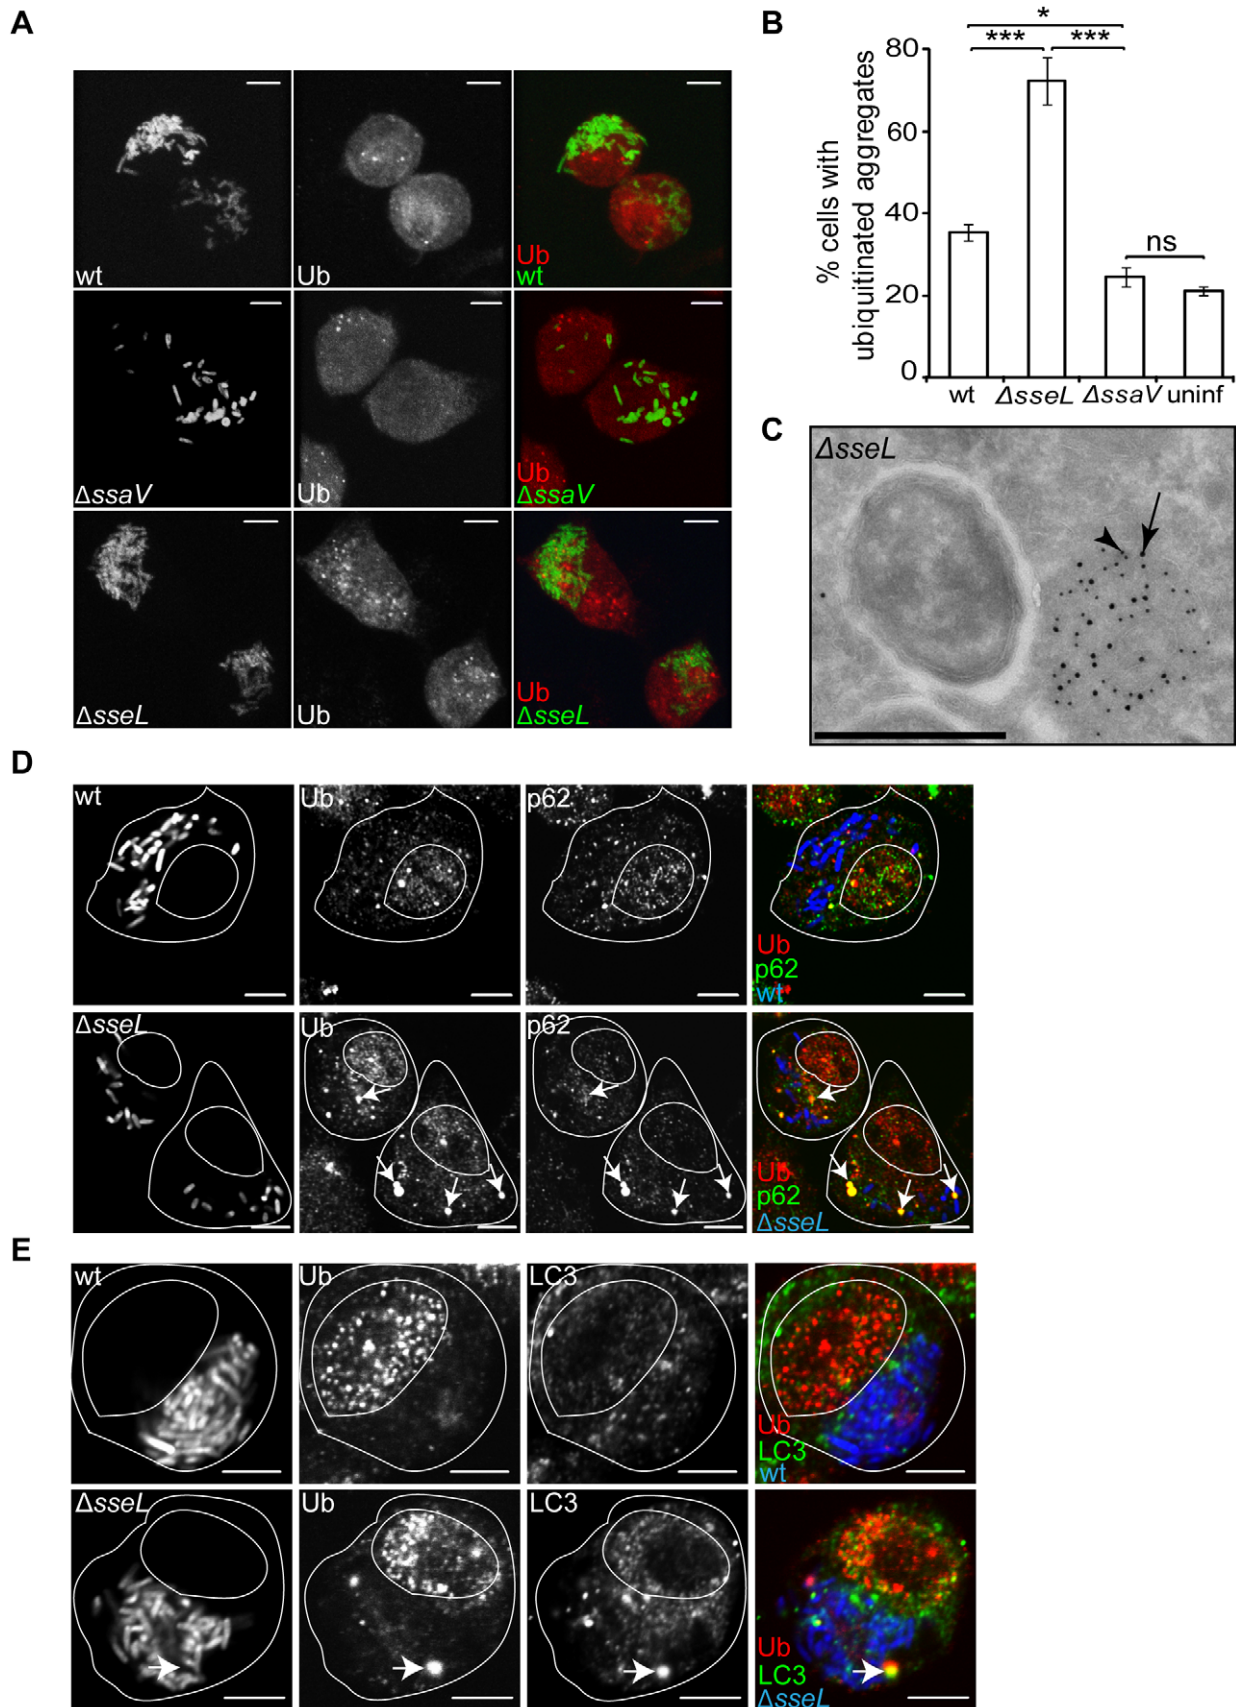 A
wt
Ub
Ub
wt
ΔssaV
Ub
Ub
ΔssaV
ΔsseL
Ub
Ub
ΔsseL
B
% cells with
ubiquitinated aggregates
80
60
40
20
0
*
***
***
ns
wt
ΔsseL
ΔssaV
uninf
C
ΔsseL
D
wt
Ub
p62
Ub
p62
wt
ΔsseL
Ub
p62
Ub
p62
ΔsseL
E
wt
Ub
LC3
Ub
LC3
wt
ΔsseL
Ub
LC3
Ub
LC3
ΔsseL